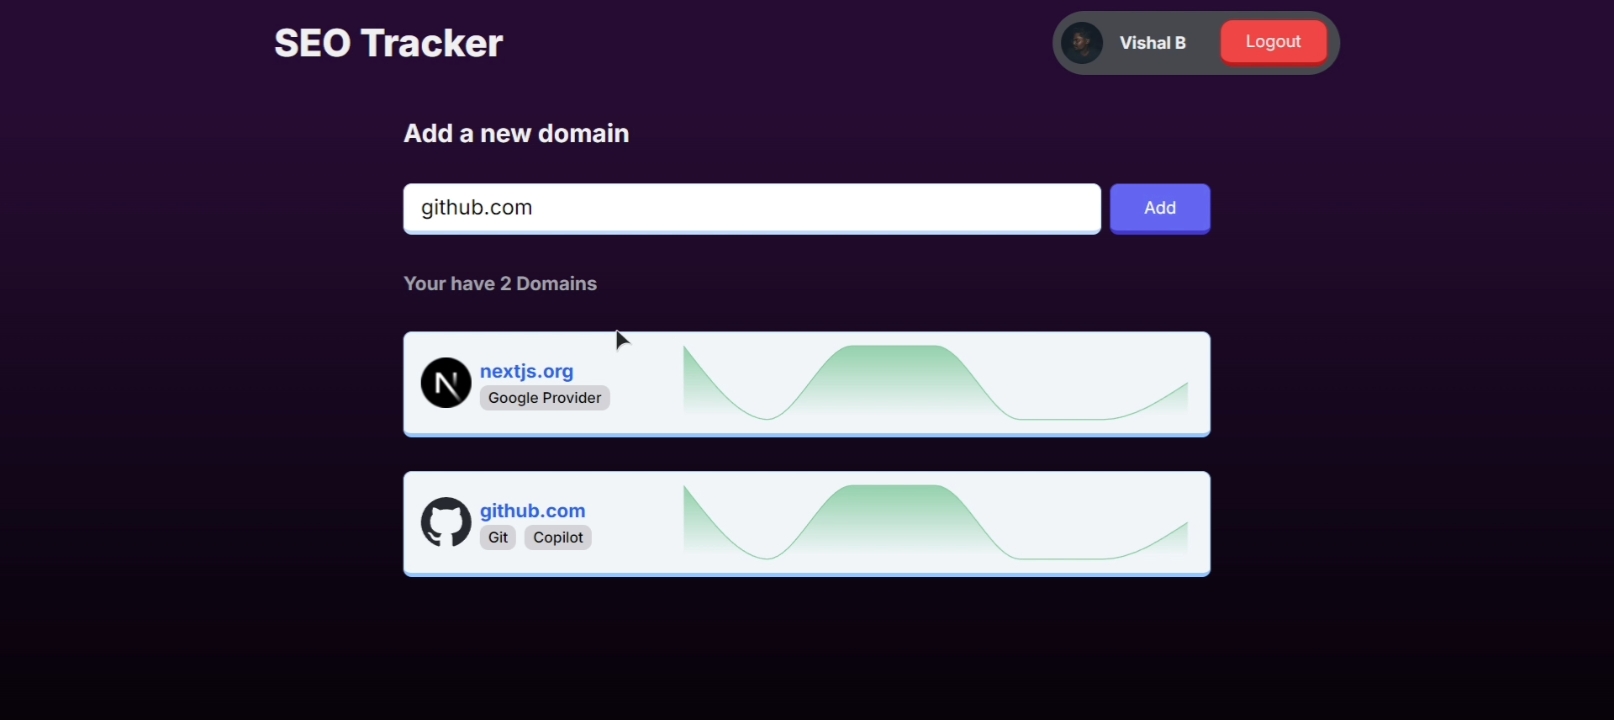 SEO Tracker
Vishal B
Logout
Add a new domain
github.com
Add
Your have 2 Domains
nextjs.org
Google Provider
github.com
Git Copilot